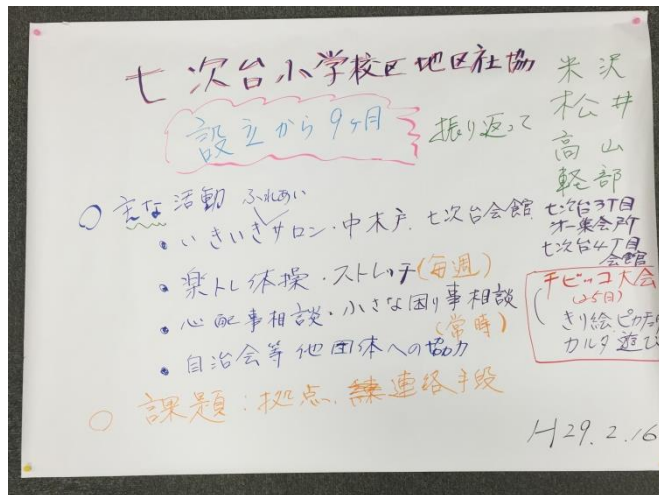 七次台小学校区地区社協
設立から9ヶ月
振り返って
米沢
松井
高山
軽部
○主な活動
ふれあい
・いきいきサロン・中木戸、七次台会館
七次台3丁目
オ一集会所
七次台4丁目
会館
・楽トレ体操・ストレッチ(毎週)
・心配事相談・小さな困り事相談
(常時)
・自治会等他団体への協力
チビッコ大会
(25日)
きり絵、ピカチュウ
カルタ遊び
○課題:拠点、連絡手段
H29.2.16